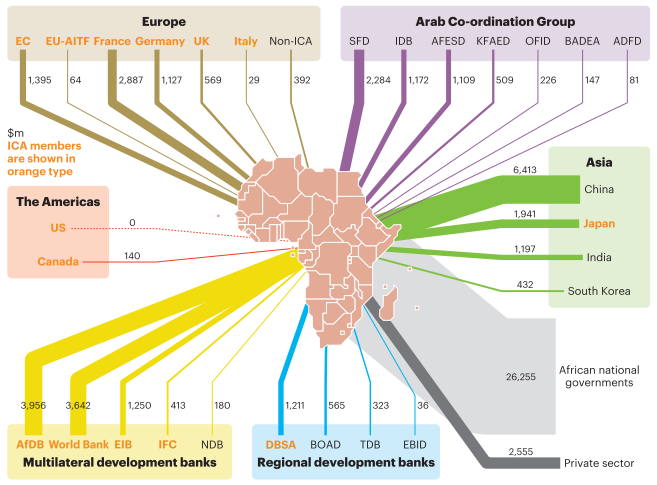 Europe
EC EU-AITF France Germany UK Italy Non-ICA
1,395 64 2,887 1,127 569 29 392
Arab Co-ordination Group
SFD IDB AFESD KFAED OFID BADEA ADFD
2,284 1,172 1,109 509 226 147 81
$m
ICA members
are shown in
orange type
The Americas
US 0
Canada 140
Asia
6,413 China
1,941 Japan
1,197 India
432 South Korea
26,255
African national
governments
2,555 Private sector
3,956 3,642 1,250 413 180
AfDB World Bank EIB IFC NDB
Multilateral development banks
1,211 565 323 36
DBSA BOAD TDB EBID
Regional development banks